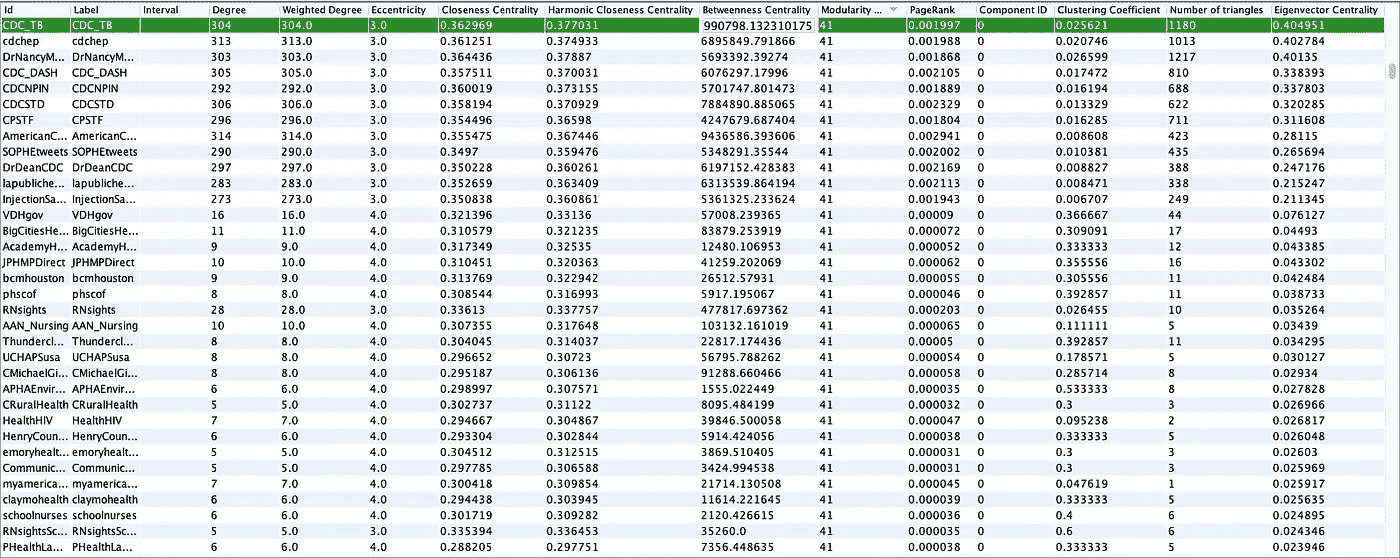 Id Label Interval Degree Weighted Degree Eccentricity Closeness Centrality Harmonic Closeness Centrality Betweenness Centrality Modularity ... PageRank Component ID Clustering Coefficient Number of triangles Eigenvector Centrality
CDC_TB CDC_TB 304 304.0 3.0 0.362969 0.377031 990798.132310175 41 0.001997 0 0.025621 1180 0.404951
cdchep cdchep 313 313.0 3.0 0.361251 0.374933 6895849.791866 41 0.001988 0 0.020746 1013 0.402784
DrNancyM... DrNancyM... 303 303.0 3.0 0.364436 0.37887 5693392.39274 41 0.001868 0 0.026599 1217 0.40135
CDC_DASH CDC_DASH 305 305.0 3.0 0.357511 0.370031 6076297.17996 41 0.002105 0 0.017472 810 0.338393
CDCNPIN CDCNPIN 292 292.0 3.0 0.360019 0.373155 5701747.801473 41 0.001889 0 0.016194 688 0.337803
CDCSTD CDCSTD 306 306.0 3.0 0.358194 0.370929 7884890.885065 41 0.002329 0 0.013329 622 0.320285
CPSTF CPSTF 296 296.0 3.0 0.354496 0.36598 4247679.687404 41 0.001804 0 0.016285 711 0.311608
AmericanC... AmericanC... 314 314.0 3.0 0.355475 0.367446 9436586.393606 41 0.002941 0 0.008608 423 0.28115
SOPHEtweets SOPHEtweets 290 290.0 3.0 0.3497 0.359476 5348291.35544 41 0.002002 0 0.010381 435 0.265694
DrDeanCDC DrDeanCDC 297 297.0 3.0 0.350228 0.360261 6197152.428383 41 0.002169 0 0.008827 388 0.247176
lapubliche... lapubliche... 283 283.0 3.0 0.352659 0.363409 6313539.864194 41 0.002113 0 0.008471 338 0.215247
InjectionSa... InjectionSa... 273 273.0 3.0 0.350838 0.360861 5361325.233624 41 0.001943 0 0.006707 249 0.211345
VDHgov VDHgov 16 16.0 4.0 0.321396 0.33136 57008.239365 41 0.00009 0 0.366667 44 0.076127
BigCitiesHe... BigCitiesHe... 11 11.0 4.0 0.310579 0.321235 83879.253919 41 0.000072 0 0.309091 17 0.04493
AcademyH... AcademyH... 9 9.0 4.0 0.317349 0.32535 12480.106953 41 0.000052 0 0.333333 12 0.043385
JPHMPDirect JPHMPDirect 10 10.0 4.0 0.310451 0.320363 41259.202069 41 0.000062 0 0.355556 16 0.043302
bcmhouston bcmhouston 9 9.0 4.0 0.313769 0.322942 26512.57931 41 0.000055 0 0.305556 11 0.042484
phscof phscof 8 8.0 4.0 0.308544 0.316993 5917.195067 41 0.000046 0 0.392857 11 0.038733
RNsights RNsights 28 28.0 3.0 0.33613 0.337757 477817.697362 41 0.000203 0 0.026455 10 0.035264
AAN_Nursing AAN_Nursing 10 10.0 4.0 0.307355 0.317648 103132.161019 41 0.000065 0 0.111111 5 0.03439
Thundercl... Thundercl... 8 8.0 4.0 0.304045 0.314037 22817.174436 41 0.00005 0 0.392857 11 0.034295
UCHAPSusa UCHAPSusa 8 8.0 4.0 0.296652 0.30723 56795.788262 41 0.000054 0 0.178571 5 0.030127
CMichaelGi... CMichaelGi... 8 8.0 4.0 0.295187 0.306136 91288.660466 41 0.000058 0 0.285714 8 0.02934
APHAEnvir... APHAEnvir... 6 6.0 4.0 0.298997 0.307571 1555.022449 41 0.000035 0 0.533333 8 0.027828
CRuralHealth CRuralHealth 5 5.0 4.0 0.302737 0.31122 8095.484199 41 0.000032 0 0.3 3 0.026966
HealthHIV HealthHIV 7 7.0 4.0 0.294667 0.304867 39846.500058 41 0.000047 0 0.095238 2 0.026817
HenryCoun... HenryCoun... 6 6.0 4.0 0.293304 0.302844 5914.424056 41 0.000038 0 0.333333 5 0.026048
emoryhealt... emoryhealt... 5 5.0 4.0 0.304512 0.312515 3869.510405 41 0.000031 0 0.3 3 0.02603
Communic... Communic... 5 5.0 4.0 0.297785 0.306588 3424.994538 41 0.000031 0 0.3 3 0.025969
myamerica... myamerica... 7 7.0 4.0 0.300418 0.309854 21714.130508 41 0.000045 0 0.047619 1 0.025917
claymohealth claymohealth 6 6.0 4.0 0.294438 0.303945 11614.221645 41 0.000039 0 0.333333 5 0.025635
schoolnurses schoolnurses 6 6.0 4.0 0.301719 0.309282 2120.426615 41 0.000036 0 0.4 6 0.024895
RNsightsSc... RNsightsSc... 5 5.0 3.0 0.335394 0.336453 35260.0 41 0.000035 0 0.6 6 0.024346
PHealthLa... PHealthLa... 6 6.0 4.0 0.288205 0.297751 7356.448635 41 0.000038 0 0.333333 5 0.023946